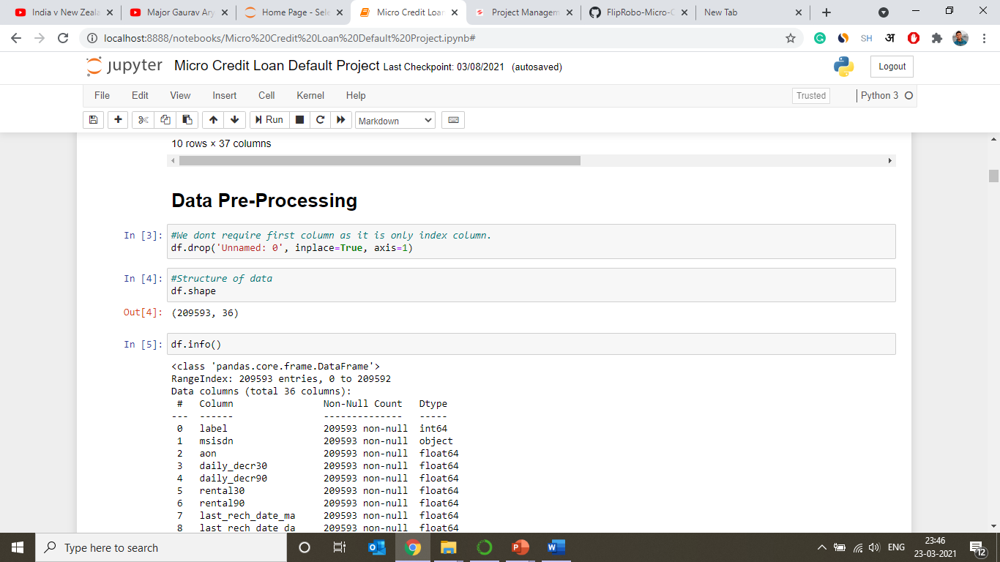 India v New Zeala
Major Gaurav Ary
Home Page - Sele
Micro Credit Loan
Project Managem
FlipRobo-Micro-C
New Tab
localhost:8888/notebooks/Micro%20Credit%20Loan%20Default%20Project.ipynb#
SH
अ
jupyter Micro Credit Loan Default Project Last Checkpoint: 03/08/2021 (autosaved)
Logout
File Edit View Insert Cell Kernel Help
Trusted Python 3
Run Markdown
10 rows × 37 columns
Data Pre-Processing
In [3]: #We dont require first column as it is only index column.
df.drop('Unnamed: 0', inplace=True, axis=1)
In [4]: #Structure of data
df.shape
Out[4]: (209593, 36)
In [5]: df.info()
<class 'pandas.core.frame.DataFrame'>
RangeIndex: 209593 entries, 0 to 209592
Data columns (total 36 columns):
# Column Non-Null Count Dtype
--- ------ -------------- -----
0 label 209593 non-null int64
1 msisdn 209593 non-null object
2 aon 209593 non-null float64
3 daily_decr30 209593 non-null float64
4 daily_decr90 209593 non-null float64
5 rental30 209593 non-null float64
6 rental90 209593 non-null float64
7 last_rech_date_ma 209593 non-null float64
8 last_rech_date_da 209593 non-null float64
Type here to search
ENG
23:46
23-03-2021
12